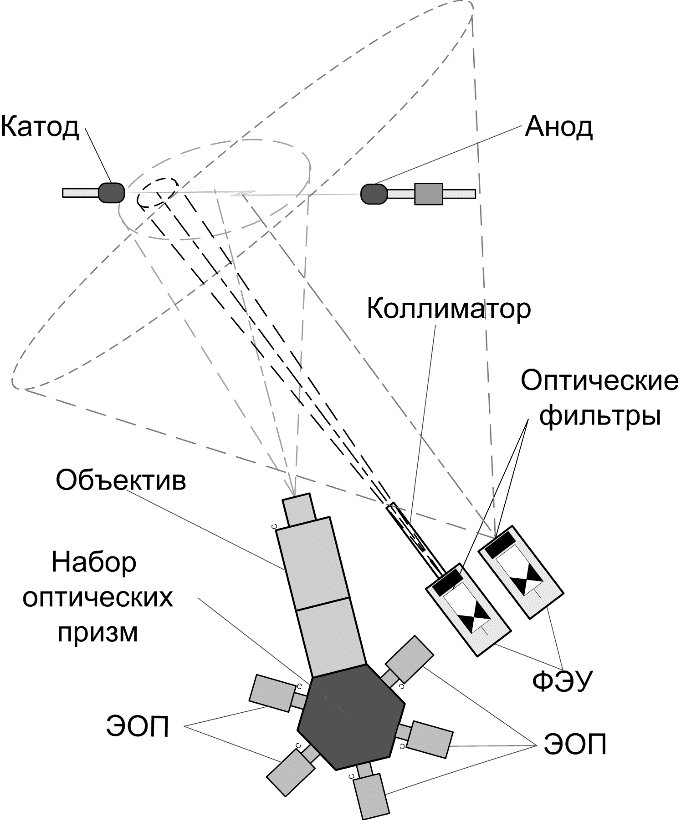 Катод
Анод
Коллиматор
Оптические
фильтры
Объектив
Набор
оптических
призм
ФЭУ
ЭОП
ЭОП